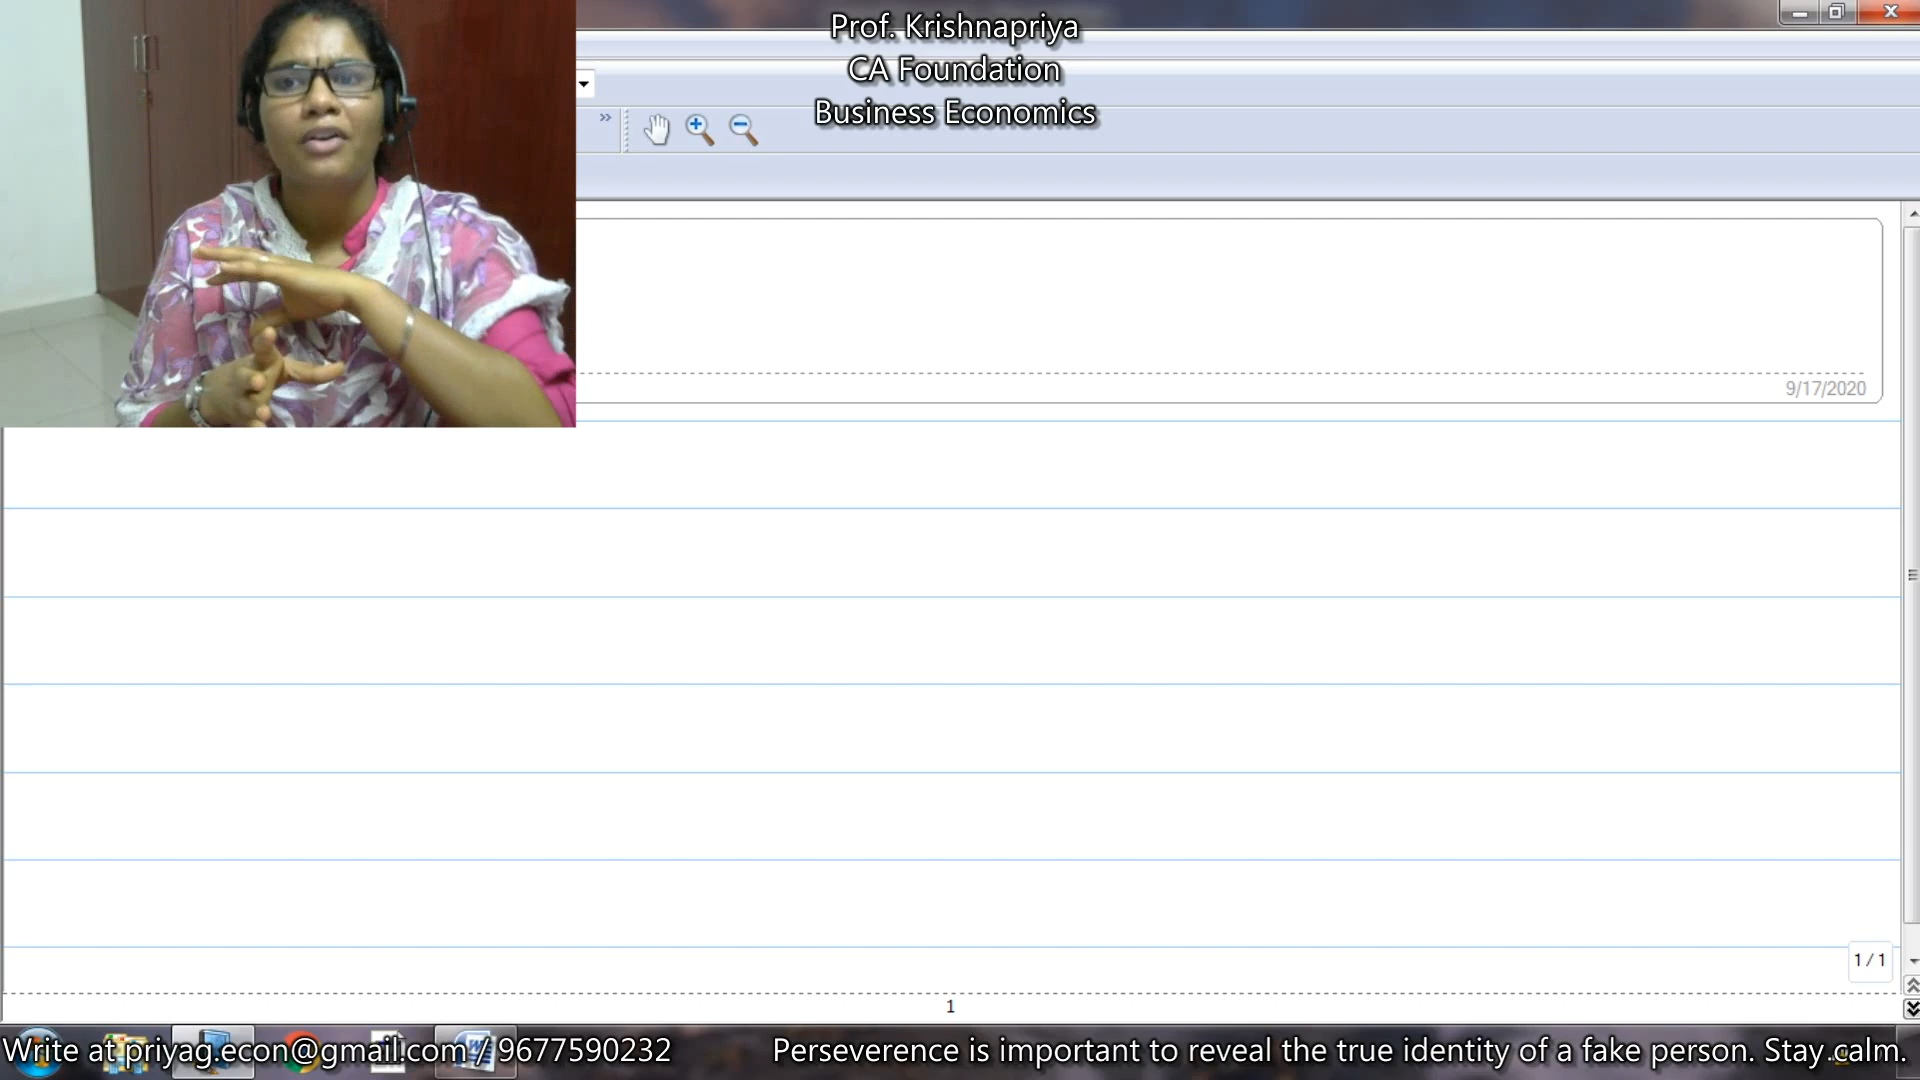 Prof. Krishnapriya
CA Foundation
Business Economics
9/17/2020
1 / 1
1
Write at priyag.econ@gmail.com / 9677590232
Perseverence is important to reveal the true identity of a fake person. Stay calm.